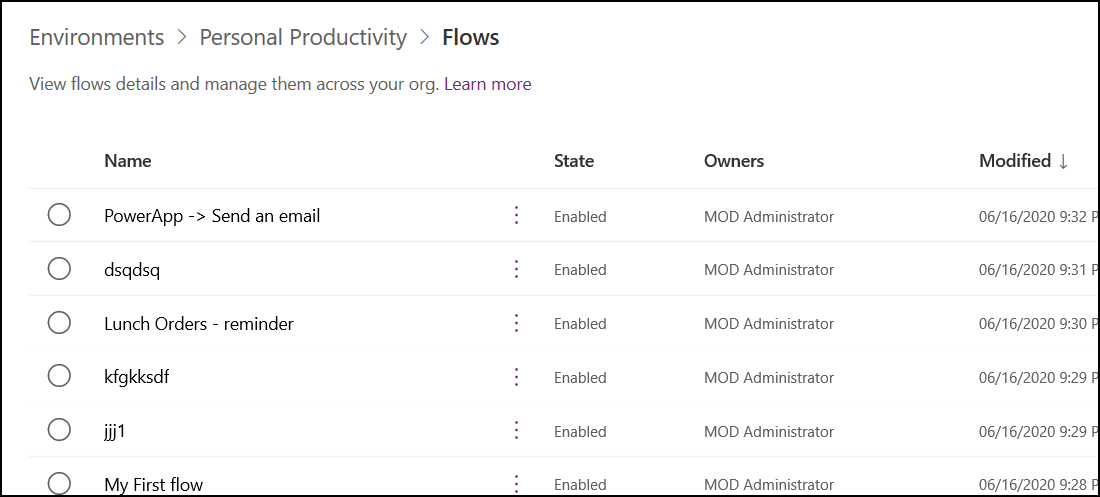 Environments > Personal Productivity > Flows
View flows details and manage them across your org. Learn more
Name State Owners Modified ↓
PowerApp -> Send an email Enabled MOD Administrator 06/16/2020 9:32 P
dsqdsq Enabled MOD Administrator 06/16/2020 9:31 P
Lunch Orders - reminder Enabled MOD Administrator 06/16/2020 9:30 P
kfgkksdf Enabled MOD Administrator 06/16/2020 9:29 P
jjj1 Enabled MOD Administrator 06/16/2020 9:29 P
My First flow Enabled MOD Administrator 06/16/2020 9:28 P